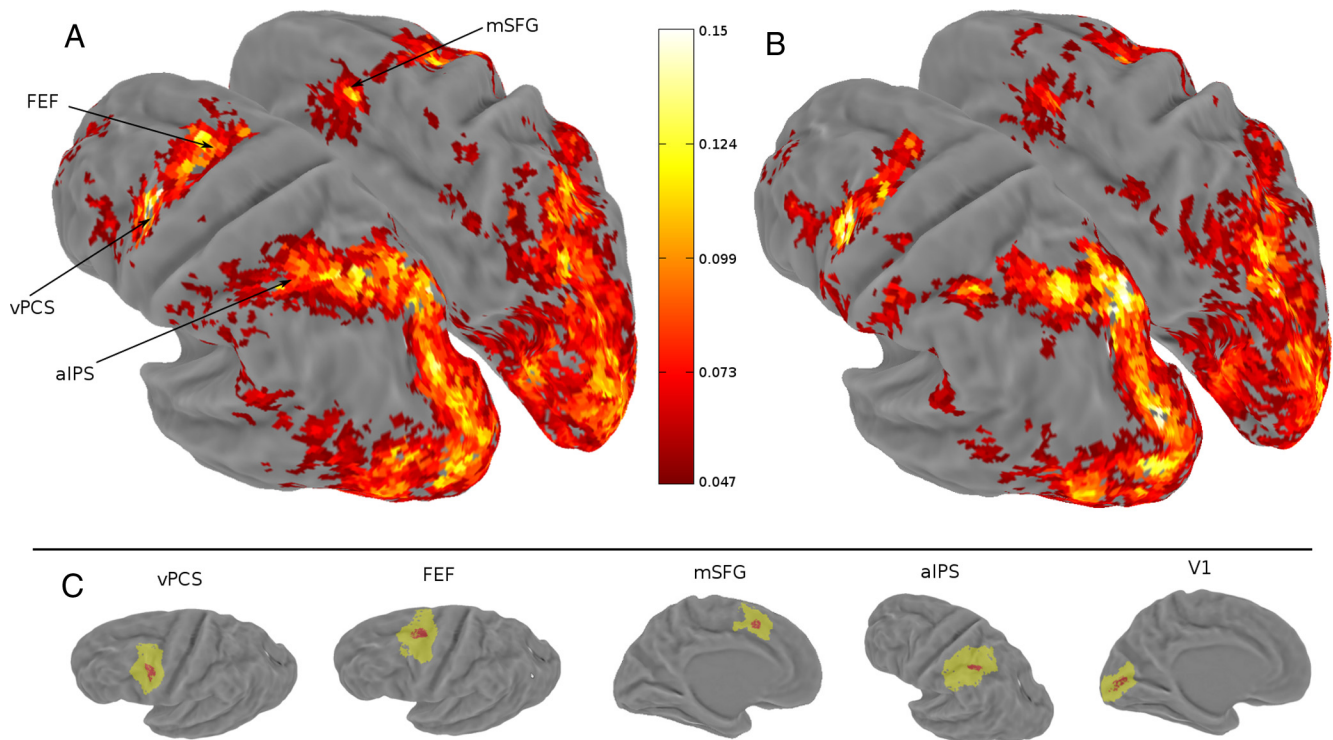 A
mSFG
FEF
vPCS
aIPS
0.15
0.124
0.099
0.073
0.047
B
C
vPCS
FEF
mSFG
aIPS
V1